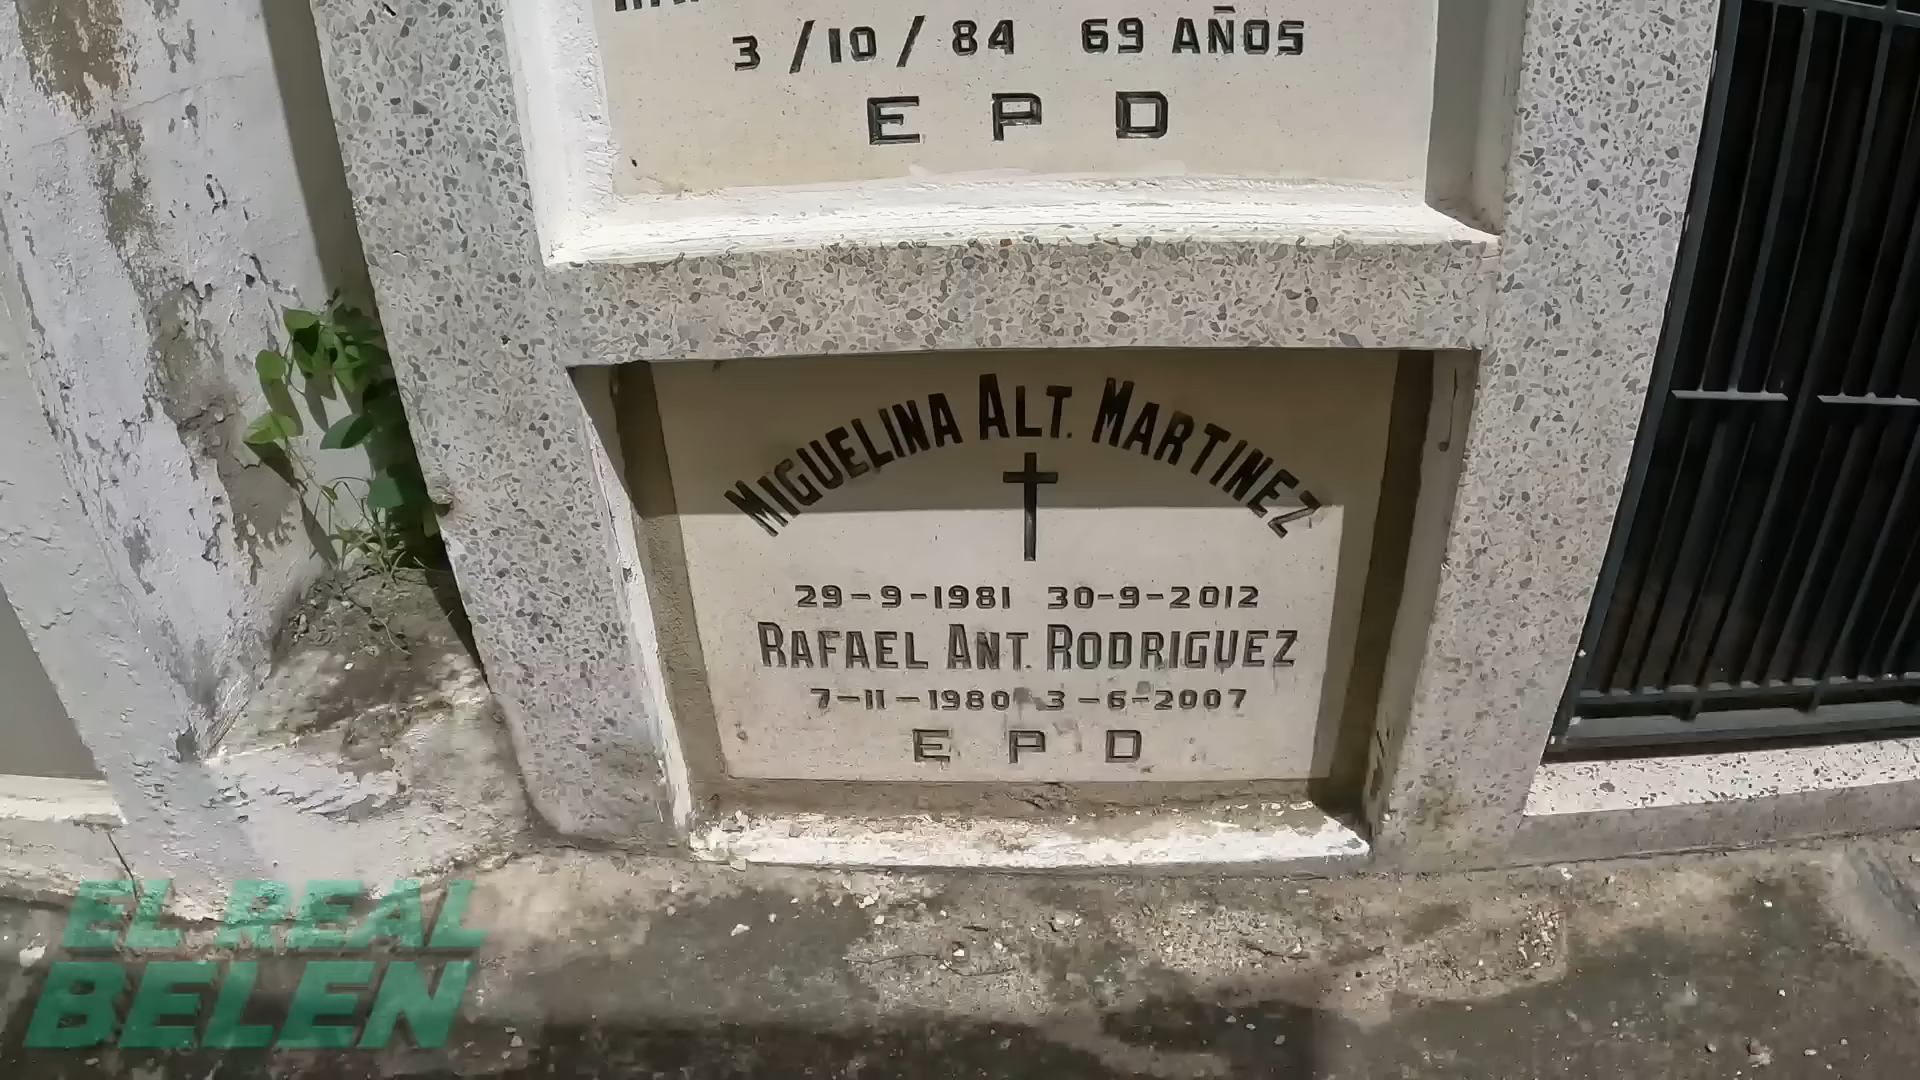 3/10/84 69 AÑOS
E P D
MIGUELINA ALT. MARTINEZ
29-9-1981 30-9-2012
RAFAEL ANT. RODRIGUEZ
7-11-1980 3-6-2007
E P D
EL REAL
BELEN